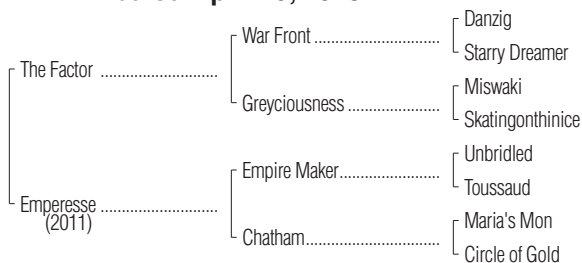 The Factor
War Front
Danzig
Starry Dreamer
Greyciousness
Miswaki
Skatingonthinice
Emperesse
(2011)
Empire Maker
Unbridled
Toussaud
Chatham
Maria's Mon
Circle of Gold